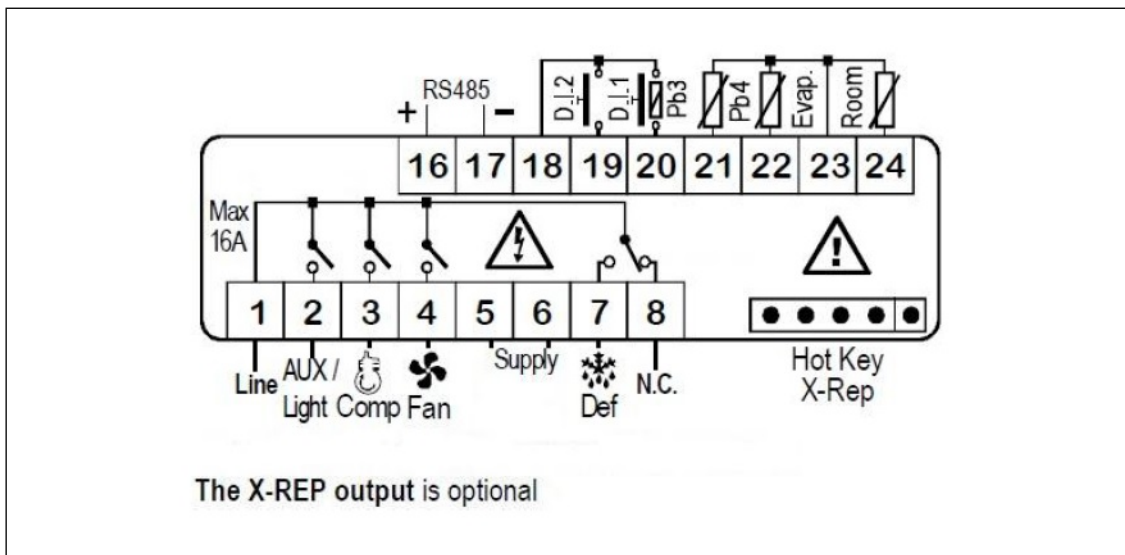 + RS485 -
D.I.2
D.I.1
Pb3
Pb4
Evap.
Room
16 17 18 19 20 21 22 23 24
Max
16A
1 2 3 4 5 6 7 8
Line
AUX /
Light
Comp
Fan
Supply
Def
N.C.
Hot Key
X-Rep
The X-REP output is optional